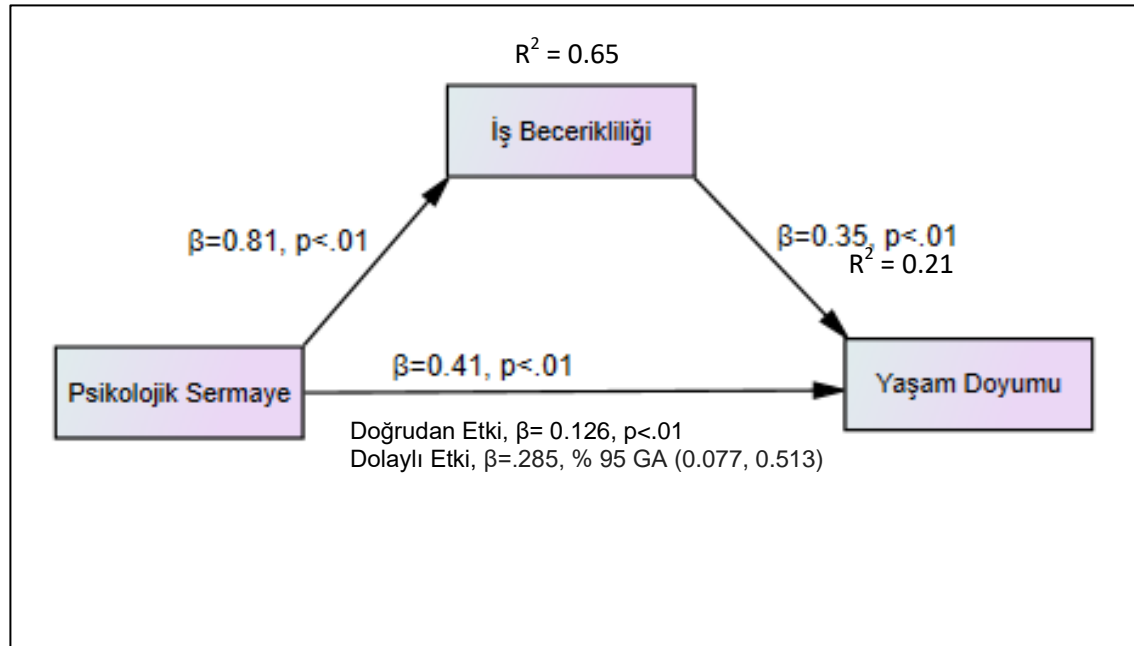 R² = 0.65
İş Becerikliliği
β=0.81, p<.01
β=0.35, p<.01
R² = 0.21
Psikolojik Sermaye
β=0.41, p<.01
Yaşam Doyumu
Doğrudan Etki, β= 0.126, p<.01
Dolaylı Etki, β=.285, % 95 GA (0.077, 0.513)